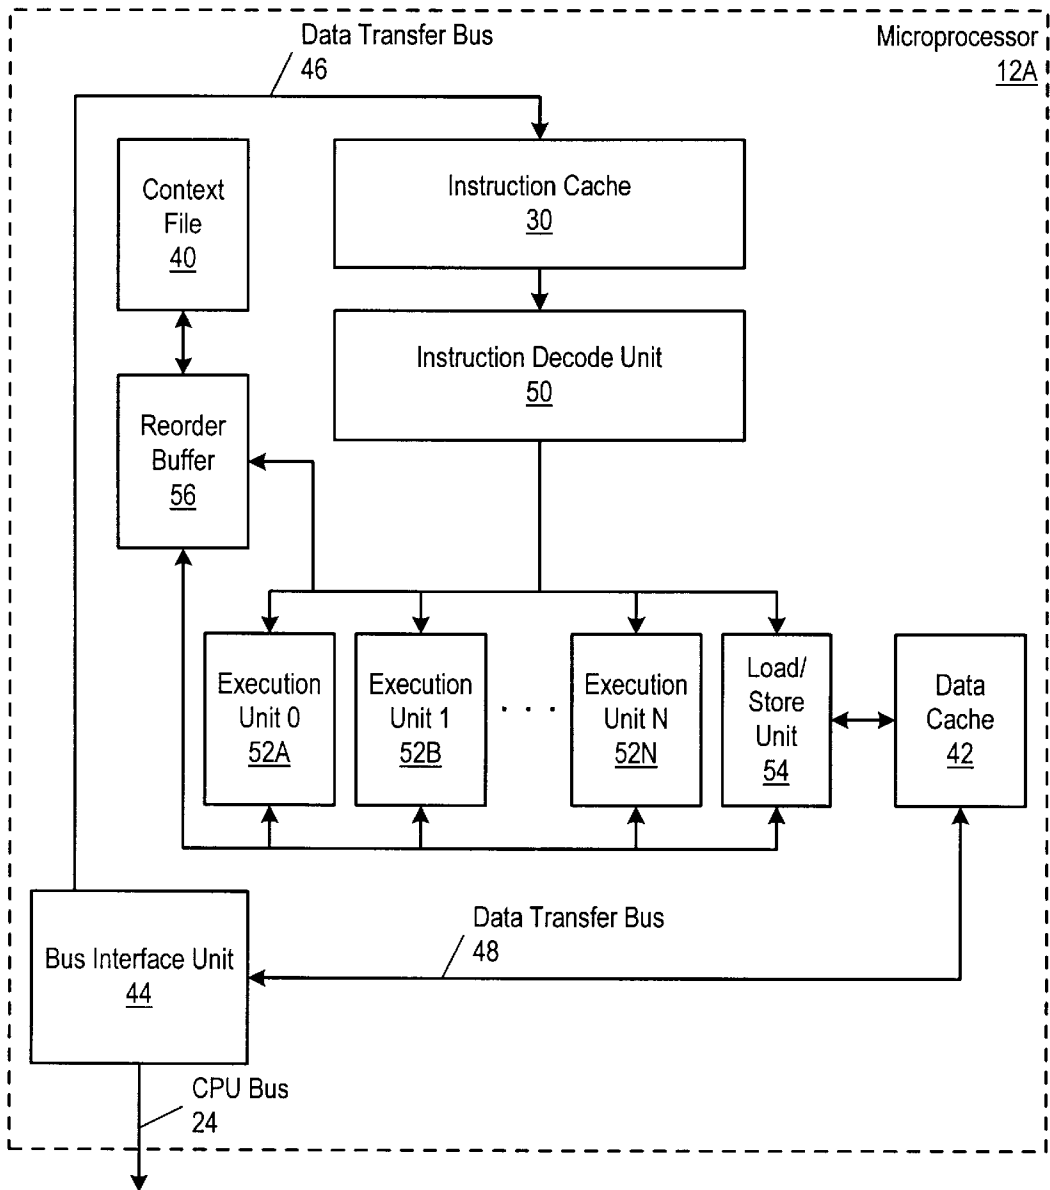 Data Transfer Bus
46
Microprocessor
12A
Context
File
40
Instruction Cache
30
Instruction Decode Unit
50
Reorder
Buffer
56
Execution
Unit 0
52A
Execution
Unit 1
52B
. . .
Execution
Unit N
52N
Load/
Store
Unit
54
Data
Cache
42
Bus Interface Unit
44
Data Transfer Bus
48
CPU Bus
24